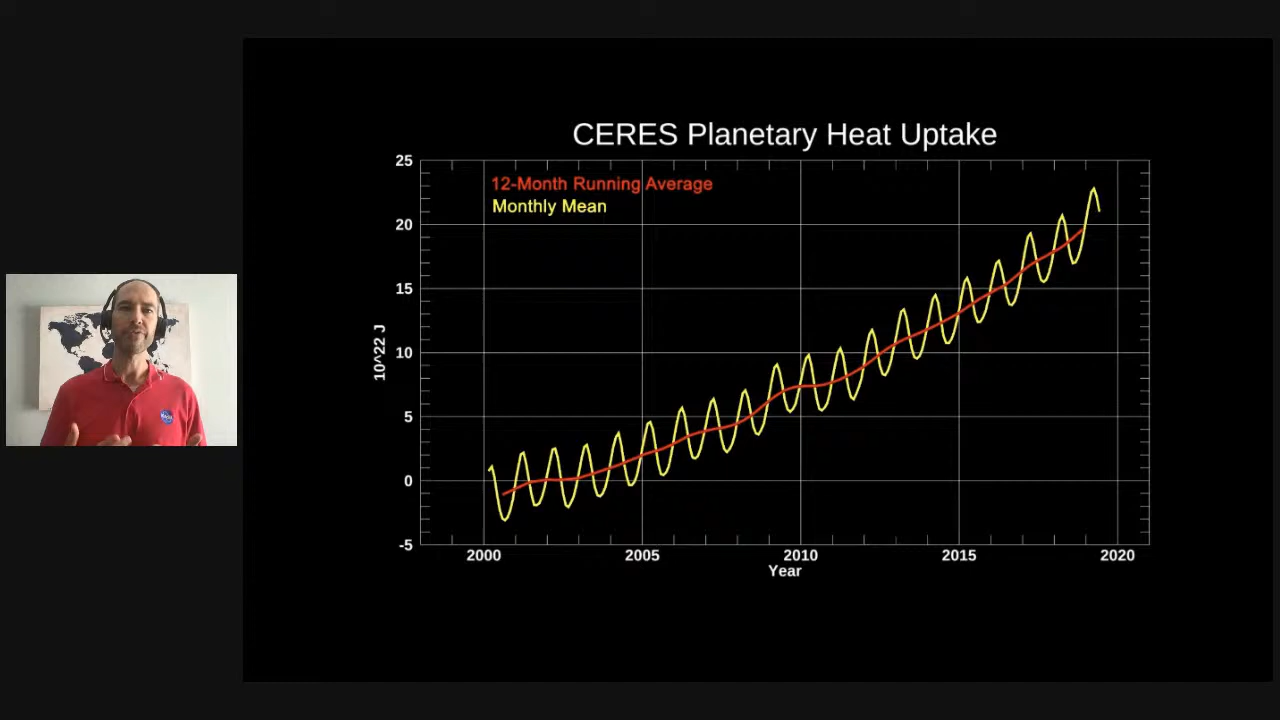 CERES Planetary Heat Uptake
25
12-Month Running Average
Monthly Mean
20
15
10^22 J
10
5
0
-5
2000 2005 2010 2015 2020
Year